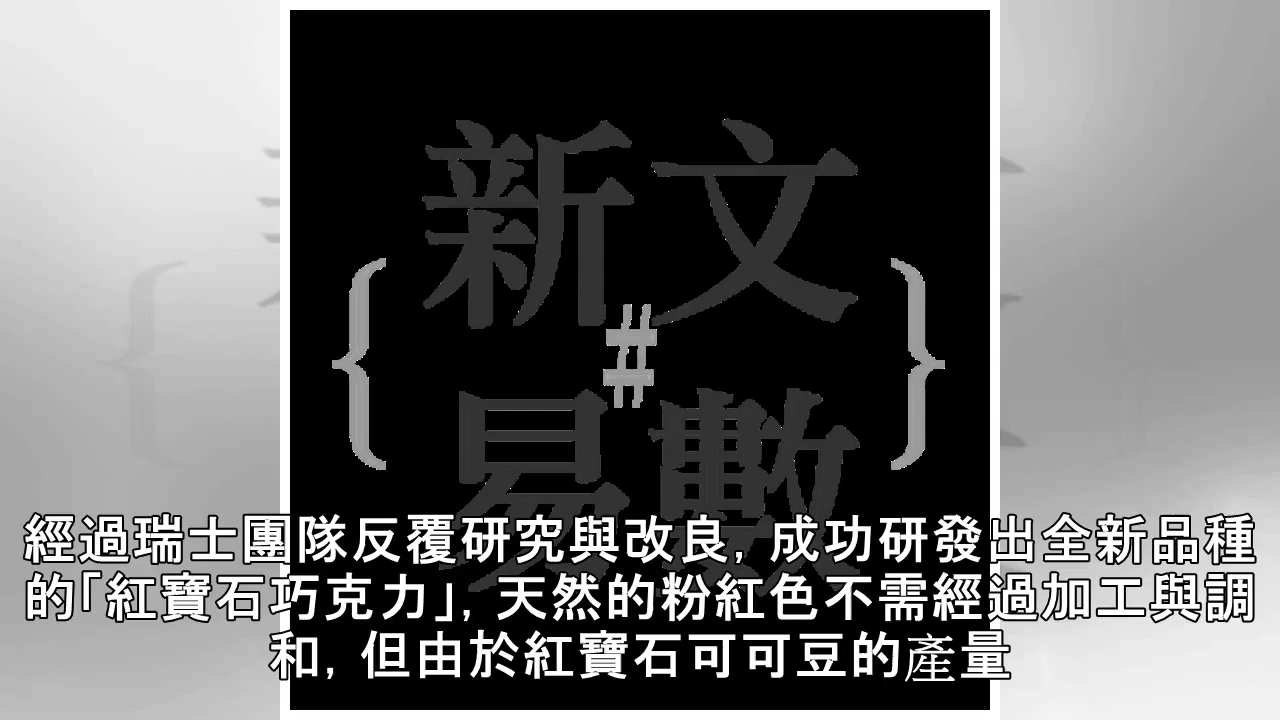 新文
{#}
易數
經過瑞士團隊反覆研究與改良, 成功研發出全新品種
的「紅寶石巧克力」, 天然的粉紅色不需經過加工與調
和, 但由於紅寶石可可豆的產量